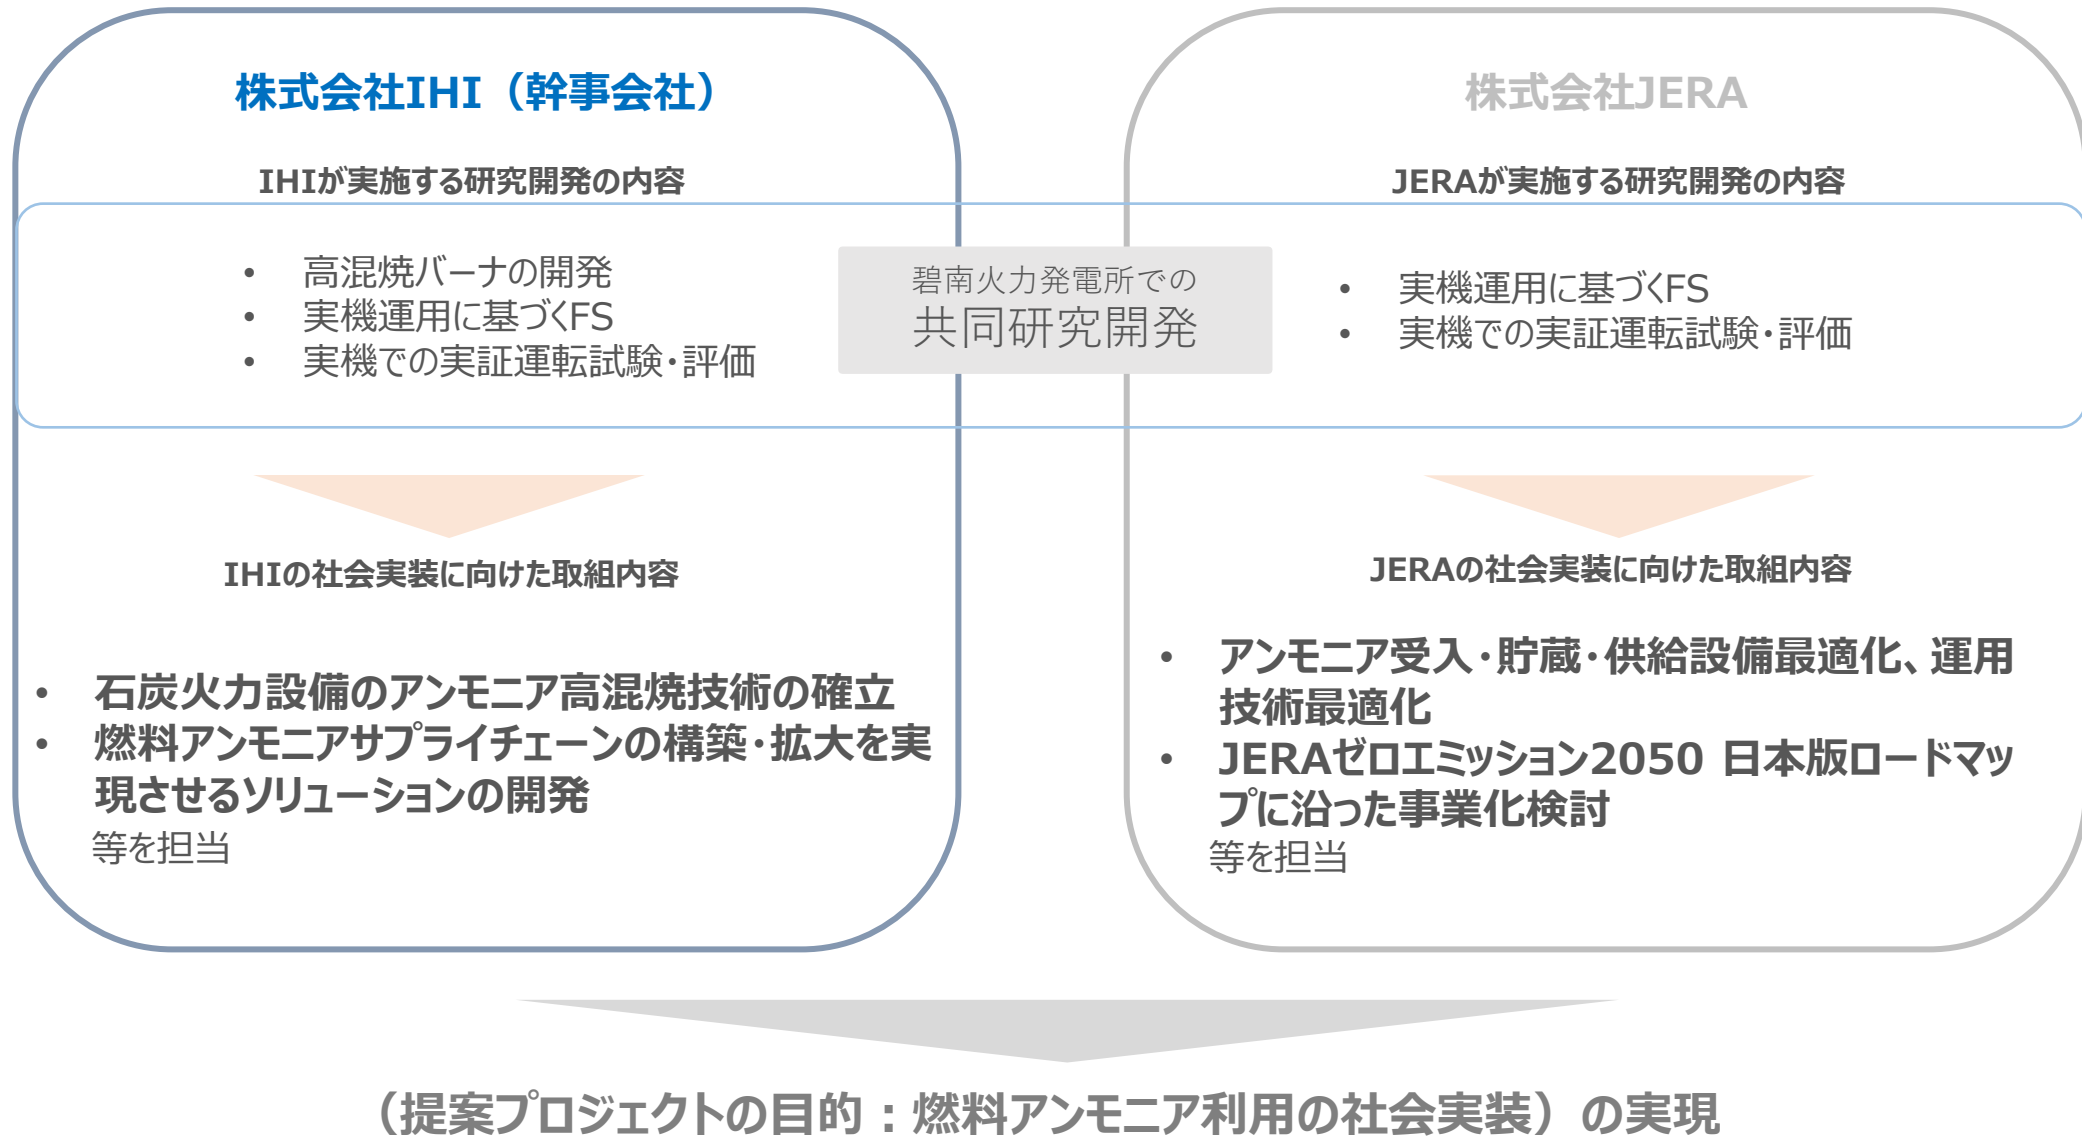 株式会社IHI（幹事会社）
IHIが実施する研究開発の内容
• 高混焼バーナの開発
• 実機運用に基づくFS
• 実機での実証運転試験・評価
碧南火力発電所での
共同研究開発
株式会社JERA
JERAが実施する研究開発の内容
• 実機運用に基づくFS
• 実機での実証運転試験・評価
IHIの社会実装に向けた取組内容
• 石炭火力設備のアンモニア高混焼技術の確立
• 燃料アンモニアサプライチェーンの構築・拡大を実
現させるソリューションの開発
等を担当
JERAの社会実装に向けた取組内容
• アンモニア受入・貯蔵・供給設備最適化、運用
技術最適化
• JERAゼロエミッション2050 日本版ロードマッ
プに沿った事業化検討
等を担当
（提案プロジェクトの目的：燃料アンモニア利用の社会実装）の実現